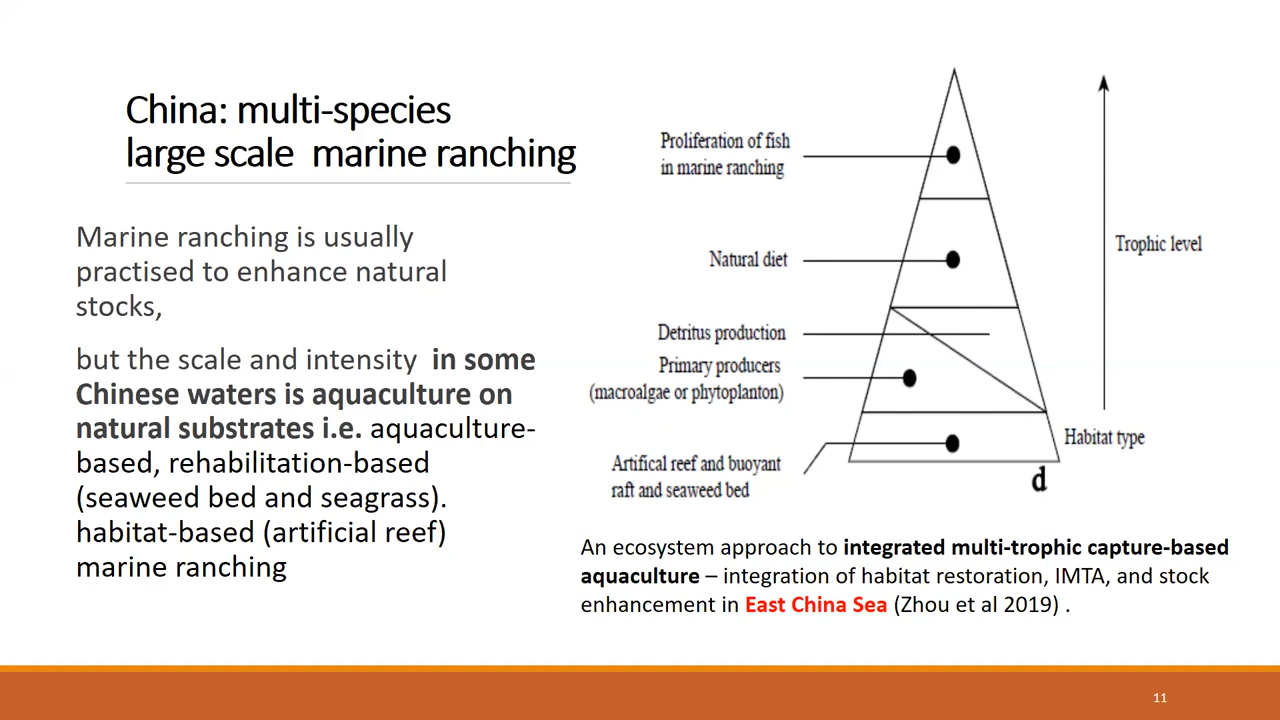 China: multi-species
large scale marine ranching
Marine ranching is usually
practised to enhance natural
stocks,
but the scale and intensity in some
Chinese waters is aquaculture on
natural substrates i.e. aquaculture-
based, rehabilitation-based
(seaweed bed and seagrass).
habitat-based (artificial reef)
marine ranching
Proliferation of fish
in marine ranching
Natural diet
Detritus production
Primary producers
(macroalgae or phytoplanton)
Artifical reef and buoyant
raft and seaweed bed
Trophic level
Habitat type
d
An ecosystem approach to integrated multi-trophic capture-based
aquaculture – integration of habitat restoration, IMTA, and stock
enhancement in East China Sea (Zhou et al 2019) .
11